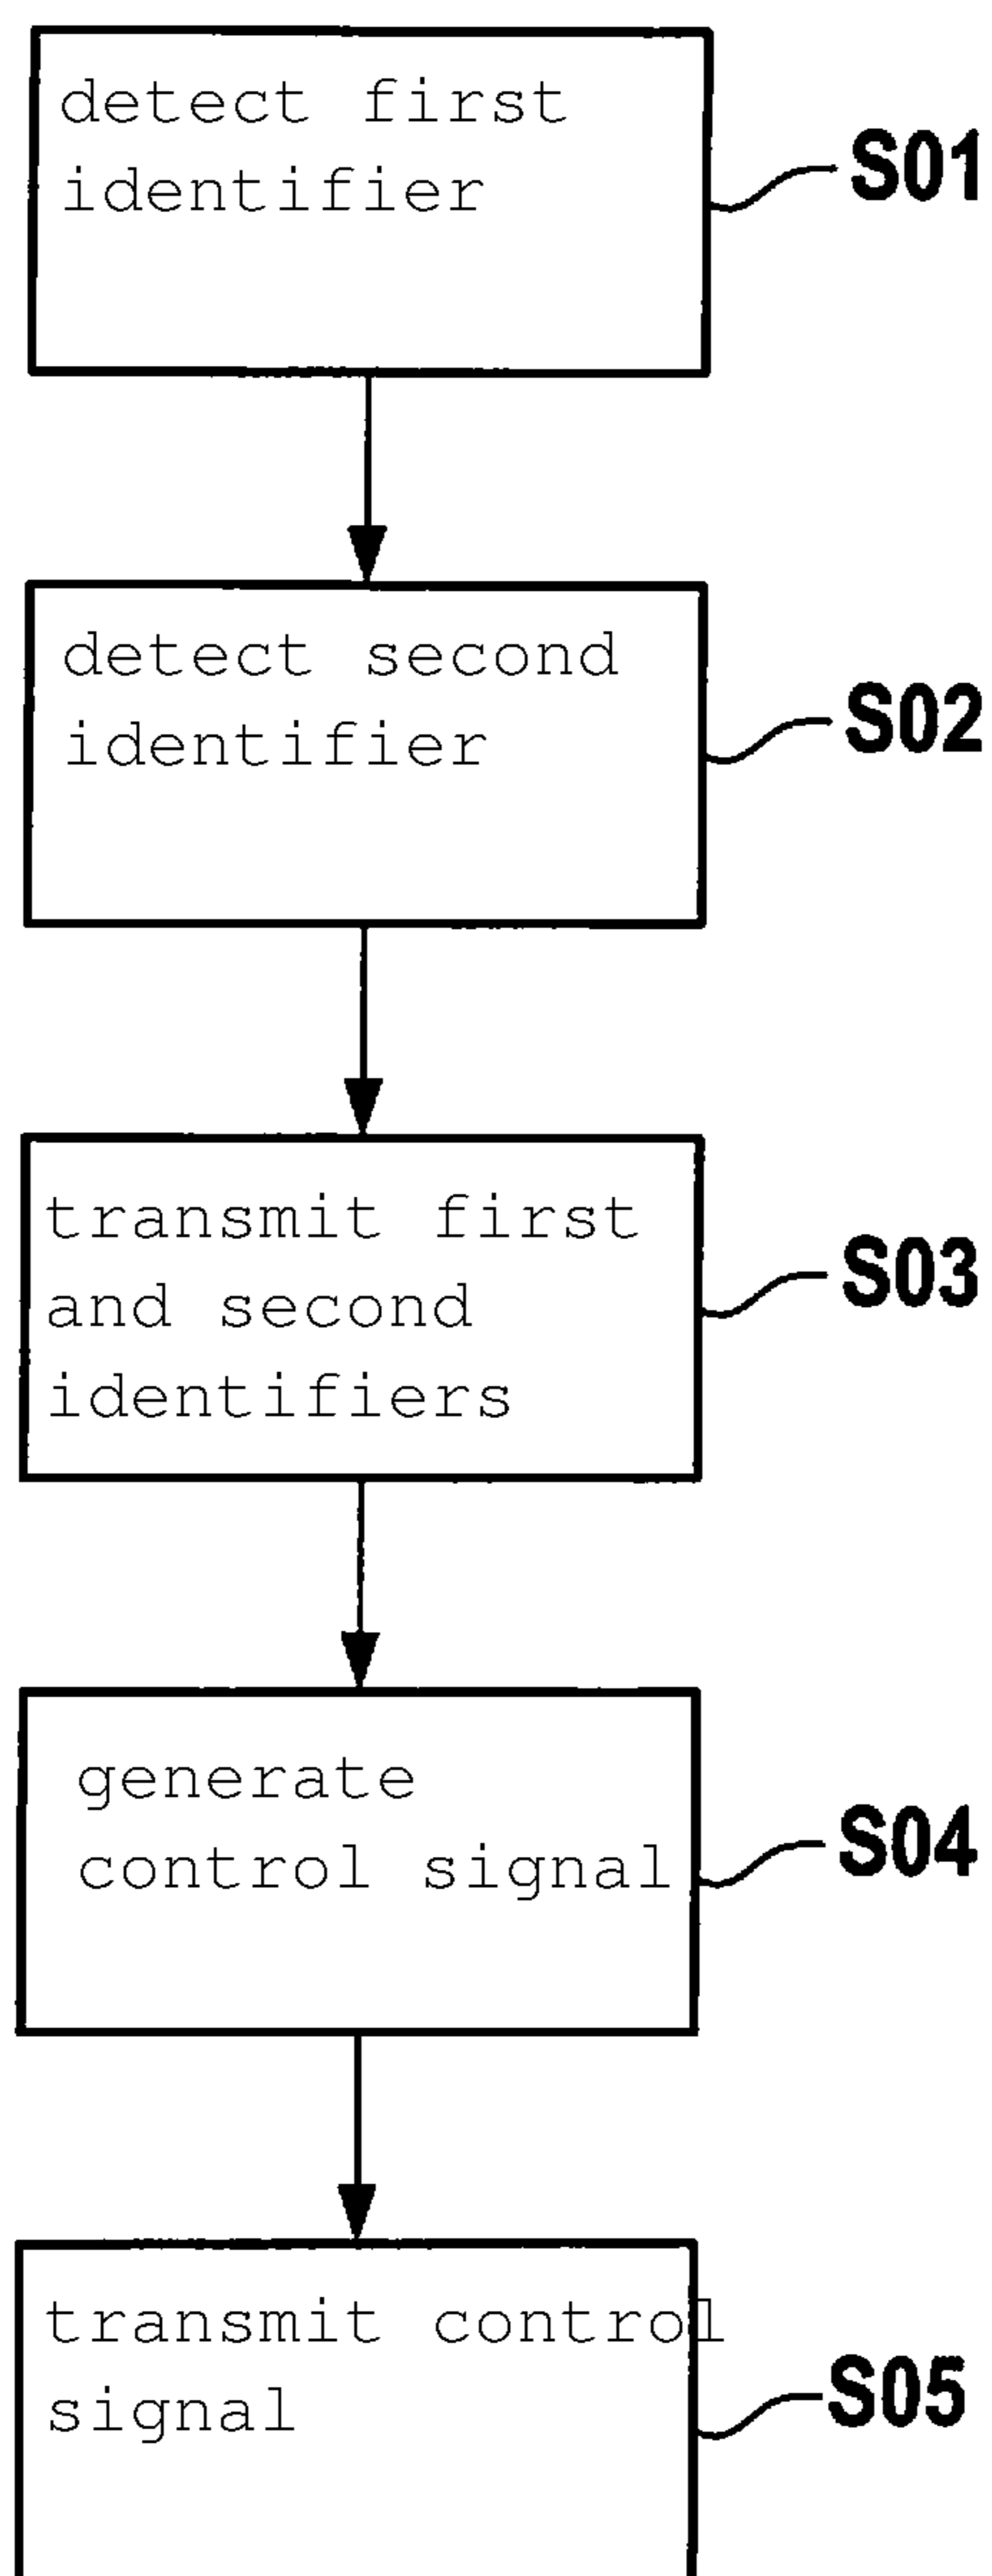 detect first
identifier
S01
detect second
identifier
S02
transmit first
and second
identifiers
S03
generate
control signal
S04
transmit control
signal
S05